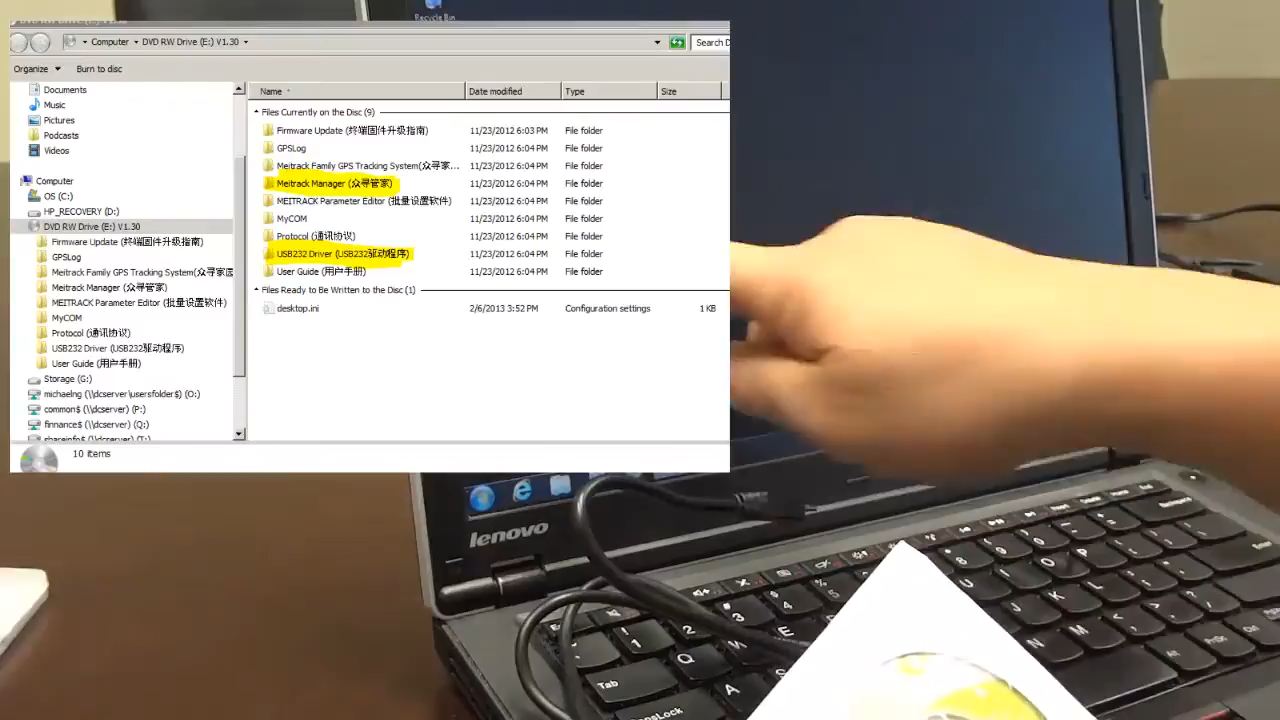 Recycle Bin
Computer ▾ DVD RW Drive (E:) V1.30
Search D
Organize
Burn to disc
Documents
Music
Pictures
Podcasts
Videos
Computer
OS (C:)
HP_RECOVERY (D:)
DVD RW Drive (E:) V1.30
Firmware Update (终端固件升级指南)
GPSLog
Meitrack Family GPS Tracking System(众寻家园
Meitrack Manager (众寻管家)
MEITRACK Parameter Editor (批量设置软件)
MyCOM
Protocol (通讯协议)
USB232 Driver (USB232驱动程序)
User Guide (用户手册)
Storage (G:)
michaelng (\\dcserver\usersfolder$) (O:)
common$ (\\dcserver) (P:)
finnance$ (\\dcserver) (Q:)
shareinfo$ (\\dcserver) (T:)
Name Date modified Type Size
Files Currently on the Disc (9)
Firmware Update (终端固件升级指南) 11/23/2012 6:03 PM File folder
GPSLog 11/23/2012 6:04 PM File folder
Meitrack Family GPS Tracking System(众寻家... 11/23/2012 6:04 PM File folder
Meitrack Manager (众寻管家) 11/23/2012 6:04 PM File folder
MEITRACK Parameter Editor (批量设置软件) 11/23/2012 6:04 PM File folder
MyCOM 11/23/2012 6:04 PM File folder
Protocol (通讯协议) 11/23/2012 6:04 PM File folder
USB232 Driver (USB232驱动程序) 11/23/2012 6:04 PM File folder
User Guide (用户手册) 11/23/2012 6:04 PM File folder
Files Ready to Be Written to the Disc (1)
desktop.ini 2/6/2013 3:52 PM Configuration settings 1 KB
10 items
lenovo
Tab
CapsLock
Q
A
E
U
O
P
J
K
L
N
M